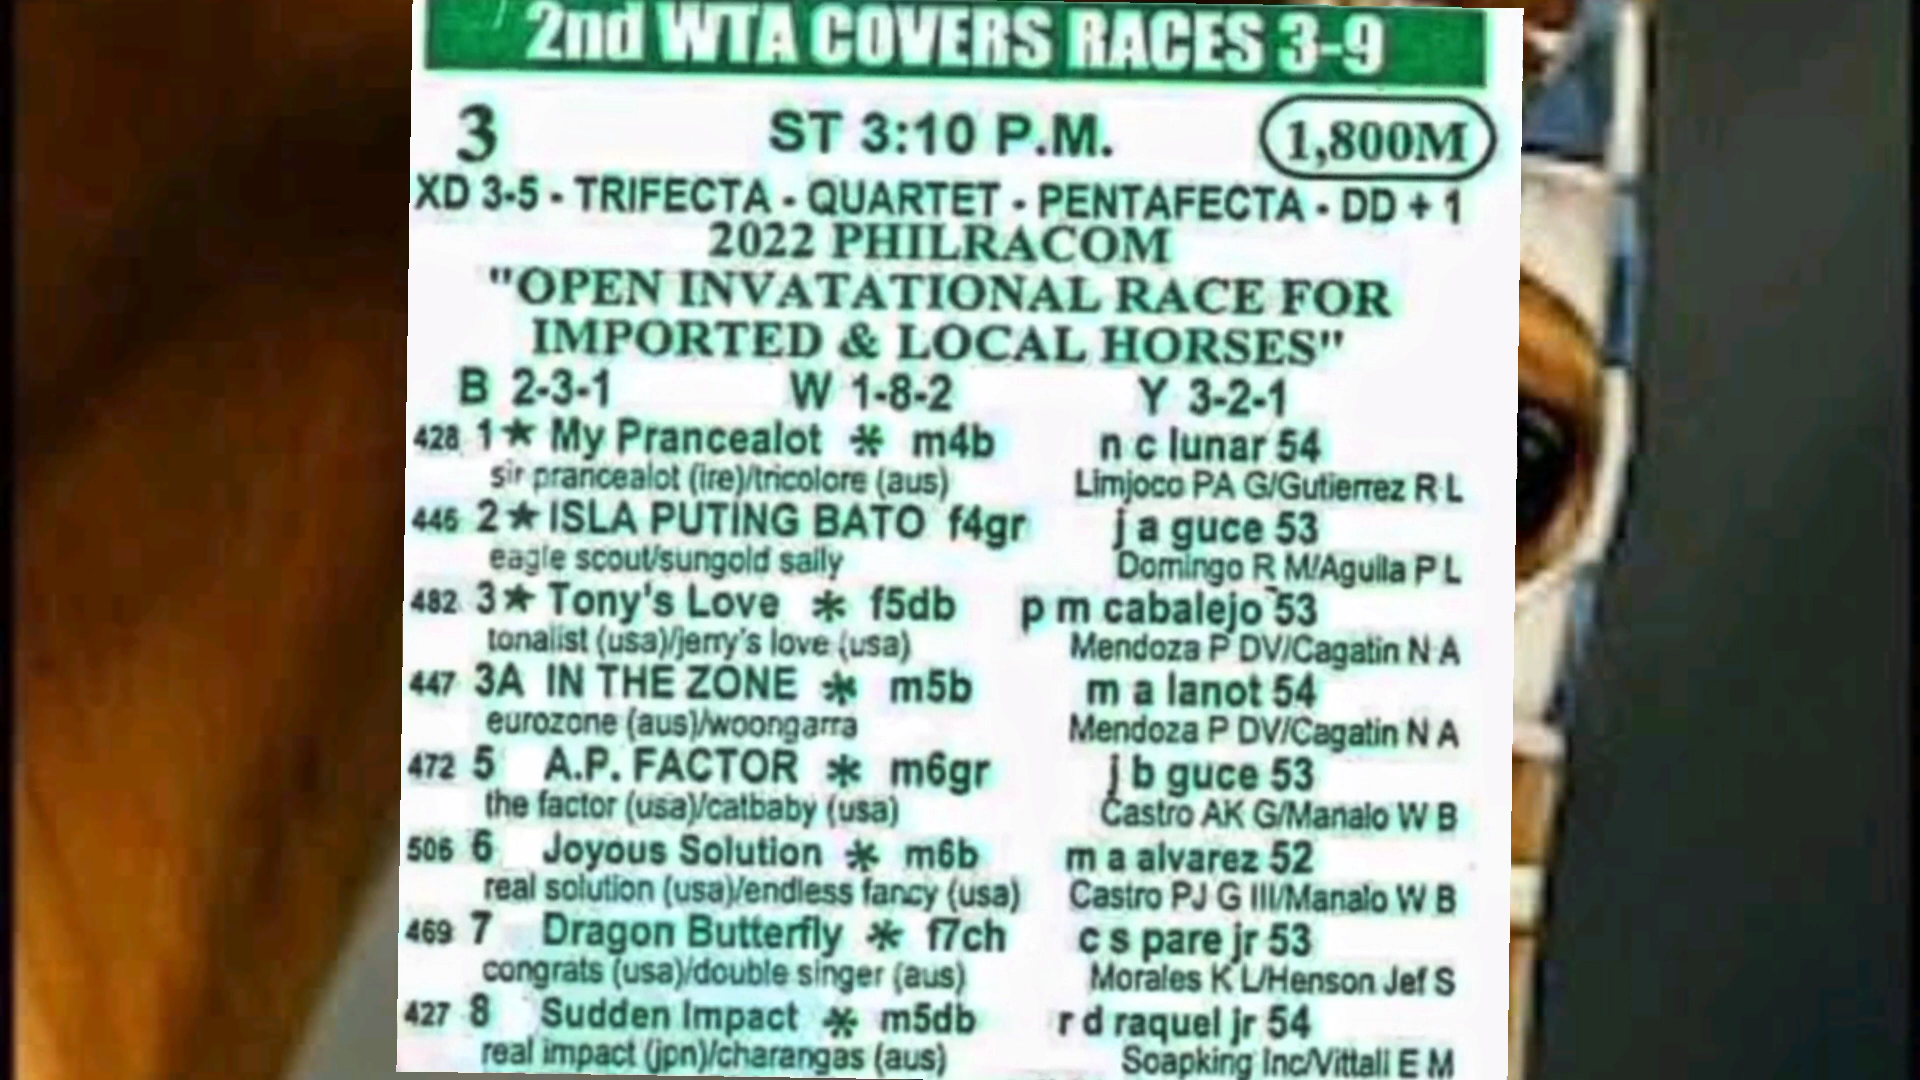 2nd WTA COVERS RACES 3-9
3 ST 3:10 P.M. 1,800M
XD 3-5 - TRIFECTA - QUARTET - PENTAFECTA - DD + 1
2022 PHILRACOM
"OPEN INVATATIONAL RACE FOR
IMPORTED & LOCAL HORSES"
B 2-3-1 W 1-8-2 Y 3-2-1
428 1★ My Prancealot * m4b n c lunar 54
sir prancealot (ire)/tricolore (aus) Limjoco PA G/Gutierrez R L
446 2★ ISLA PUTING BATO f4gr j a guce 53
eagle scout/sungold sally Domingo R M/Aguila P L
482 3★ Tony's Love * f5db p m cabalejo 53
tonalist (usa)/jerry's love (usa) Mendoza P DV/Cagatin N A
447 3A IN THE ZONE * m5b m a lanot 54
eurozone (aus)/woongarra Mendoza P DV/Cagatin N A
472 5 A.P. FACTOR * m6gr j b guce 53
the factor (usa)/catbaby (usa) Castro AK G/Manalo W B
506 6 Joyous Solution * m6b m a alvarez 52
real solution (usa)/endless fancy (usa) Castro PJ G III/Manalo W B
469 7 Dragon Butterfly * f7ch c s pare jr 53
congrats (usa)/double singer (aus) Morales K L/Henson Jef S
427 8 Sudden Impact * m5db r d raquel jr 54
real impact (jpn)/charangas (aus) Soapking Inc/Vittali E M